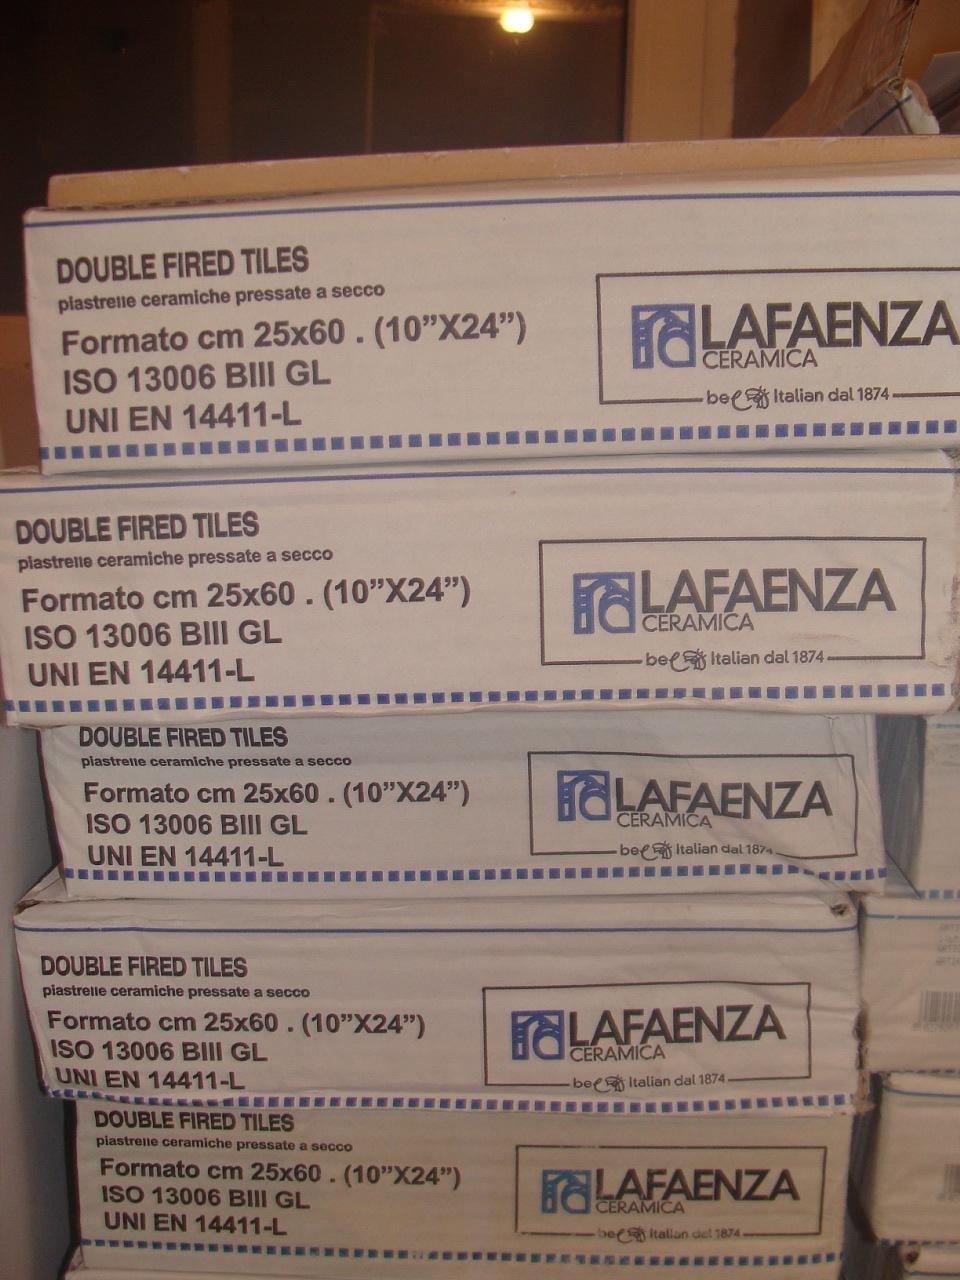 DOUBLE FIRED TILES
piastrelle ceramiche pressate a secco
Formato cm 25x60 . (10”X24”)
ISO 13006 BIII GL
UNI EN 14411-L
LAFAENZA
CERAMICA
be Italian dal 1874
DOUBLE FIRED TILES
piastrelle ceramiche pressate a secco
Formato cm 25x60 . (10”X24”)
ISO 13006 BIII GL
UNI EN 14411-L
LAFAENZA
CERAMICA
be Italian dal 1874
DOUBLE FIRED TILES
piastrelle ceramiche pressate a secco
Formato cm 25x60 . (10”X24”)
ISO 13006 BIII GL
UNI EN 14411-L
LAFAENZA
CERAMICA
be Italian dal 1874
DOUBLE FIRED TILES
piastrelle ceramiche pressate a secco
Formato cm 25x60 . (10”X24”)
ISO 13006 BIII GL
UNI EN 14411-L
LAFAENZA
CERAMICA
be Italian dal 1874
DOUBLE FIRED TILES
piastrelle ceramiche pressate a secco
Formato cm 25x60 . (10”X24”)
ISO 13006 BIII GL
UNI EN 14411-L
LAFAENZA
CERAMICA
be Italian dal 1874